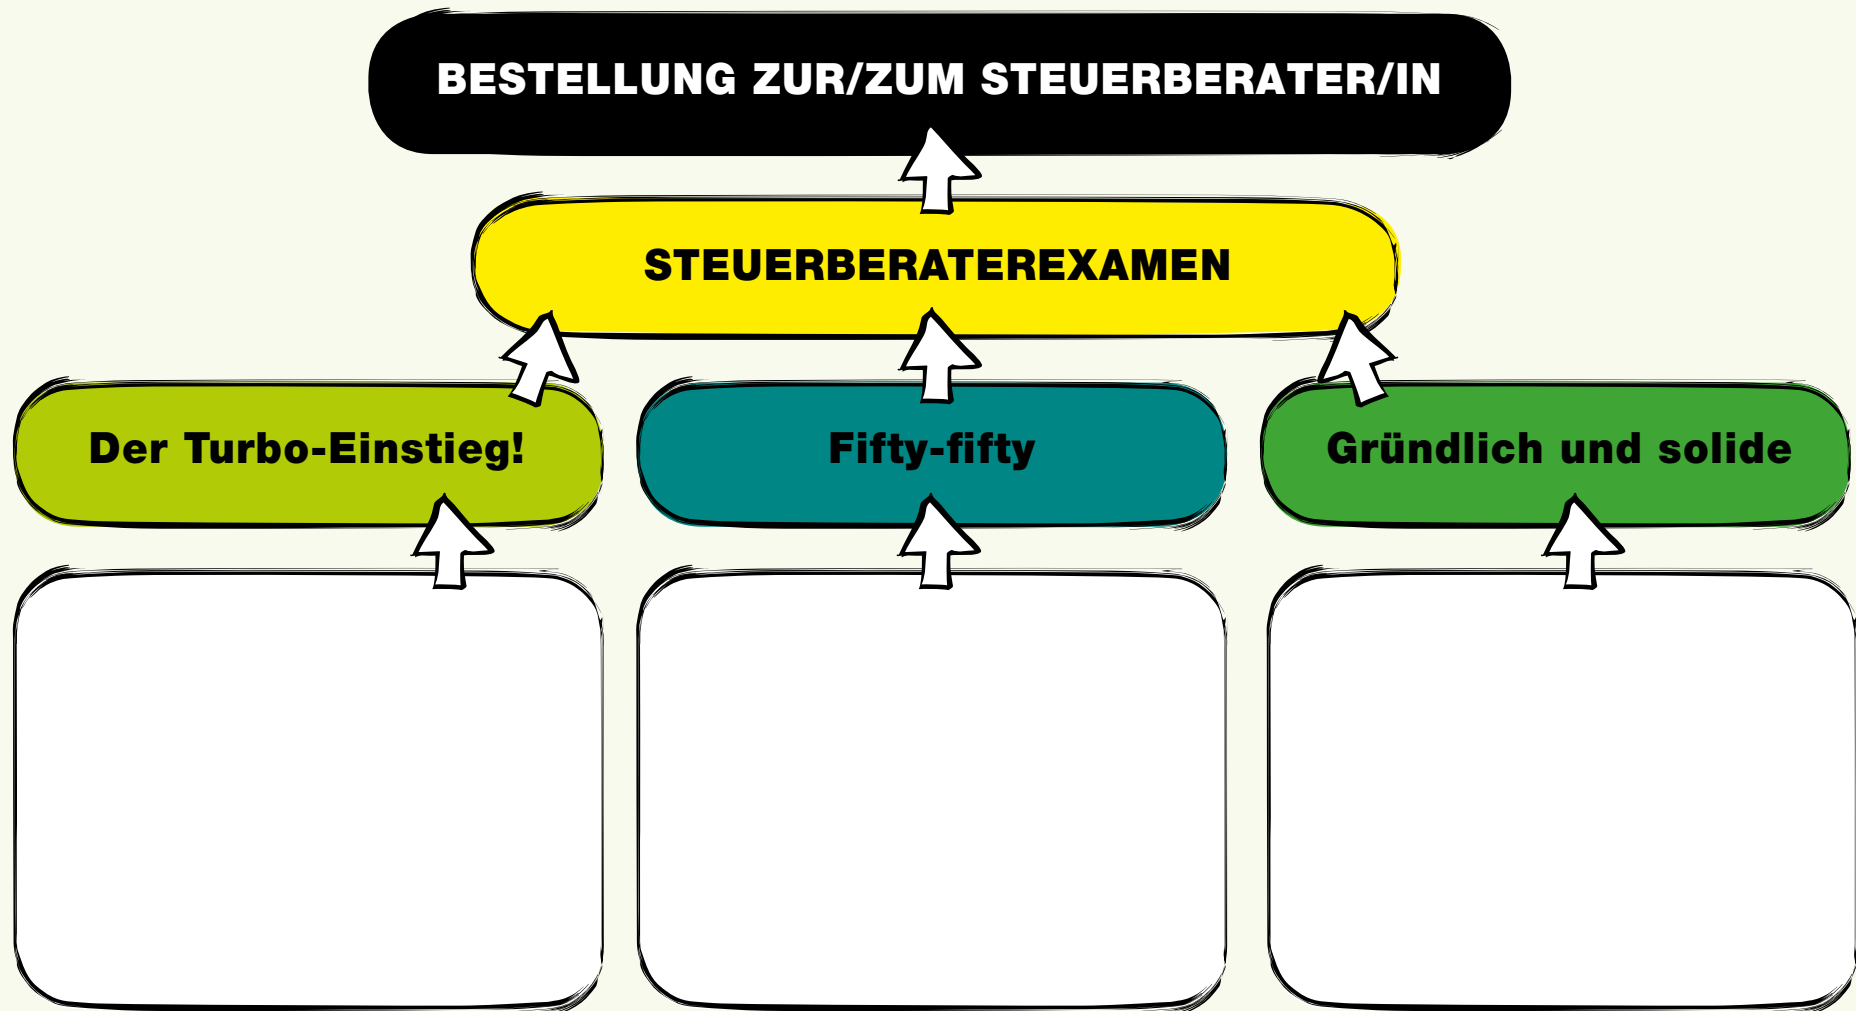 BESTELLUNG ZUR/ZUM STEUERBERATER/IN
STEUERBERATEREXAMEN
Der Turbo-Einstieg!
Fifty-fifty
Gründlich und solide